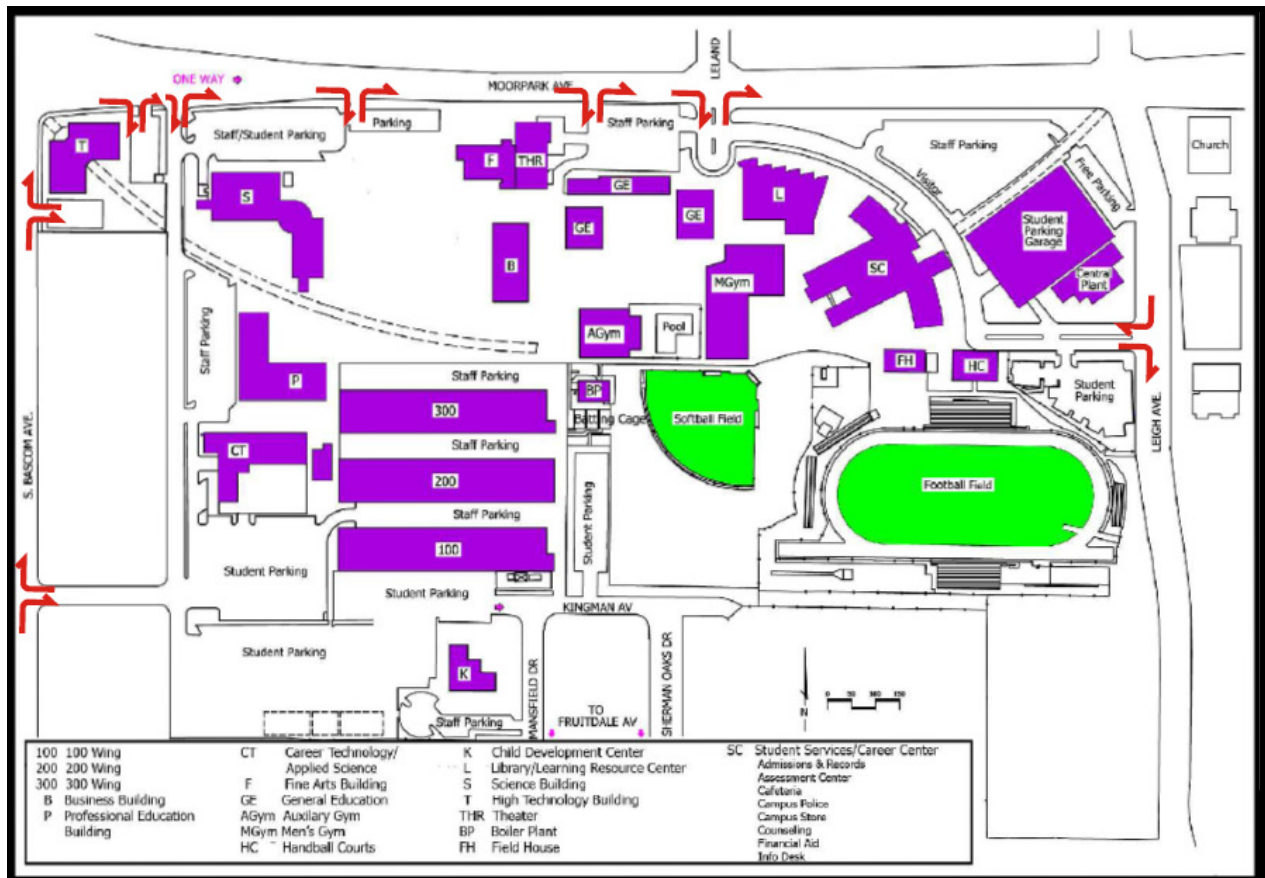 ONE WAY
MOORPARK AVE
LELAND
Staff/Student Parking
Parking
Staff Parking
Staff Parking
Church
T
F
THR
S
GE
GE
GE
L
Visitor
Free Parking
Student
Parking
Garage
B
SC
MGym
Central
Plant
AGym
Pool
Staff Parking
P
Staff Parking
BP
FH
HC
Student
Parking
300
Batting Cage
Softball Field
S. BASCOM AVE.
LEIGH AVE.
CT
Staff Parking
200
Football Field
Staff Parking
Student Parking
100
Student Parking
Student Parking
KINGMAN AV
Student Parking
K
MANSFIELD DR
SHERMAN OAKS DR
Staff Parking
TO
FRUITDALE AV
N
0 50 100 150
100 100 Wing
200 200 Wing
300 300 Wing
B Business Building
P Professional Education
Building
CT Career Technology/
Applied Science
F Fine Arts Building
GE General Education
AGym Auxilary Gym
MGym Men's Gym
HC Handball Courts
K Child Development Center
L Library/Learning Resource Center
S Science Building
T High Technology Building
THR Theater
BP Boiler Plant
FH Field House
SC Student Services/Career Center
Admissions & Records
Assessment Center
Cafeteria
Campus Police
Campus Store
Counseling
Financial Aid
Info Desk